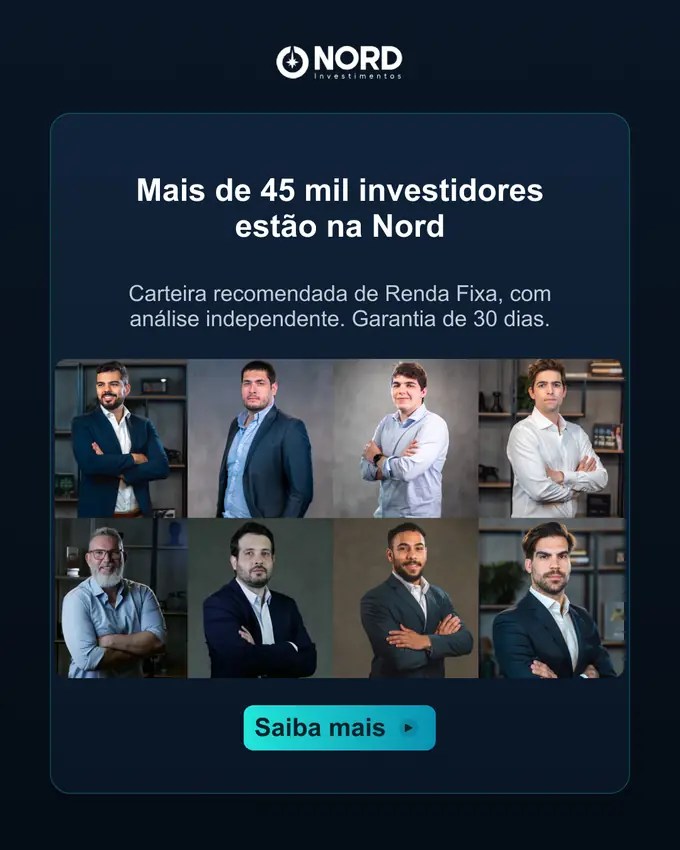 NORD
Investimentos
Mais de 45 mil investidores
estão na Nord
Carteira recomendada de Renda Fixa, com
análise independente. Garantia de 30 dias.
Saiba mais